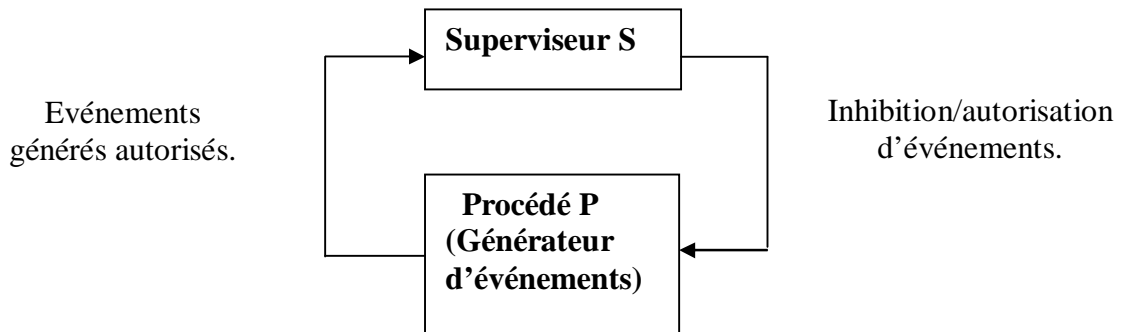 Superviseur S
Evénements
générés autorisés.
Inhibition/autorisation
d’événements.
Procédé P
(Générateur
d’événements)